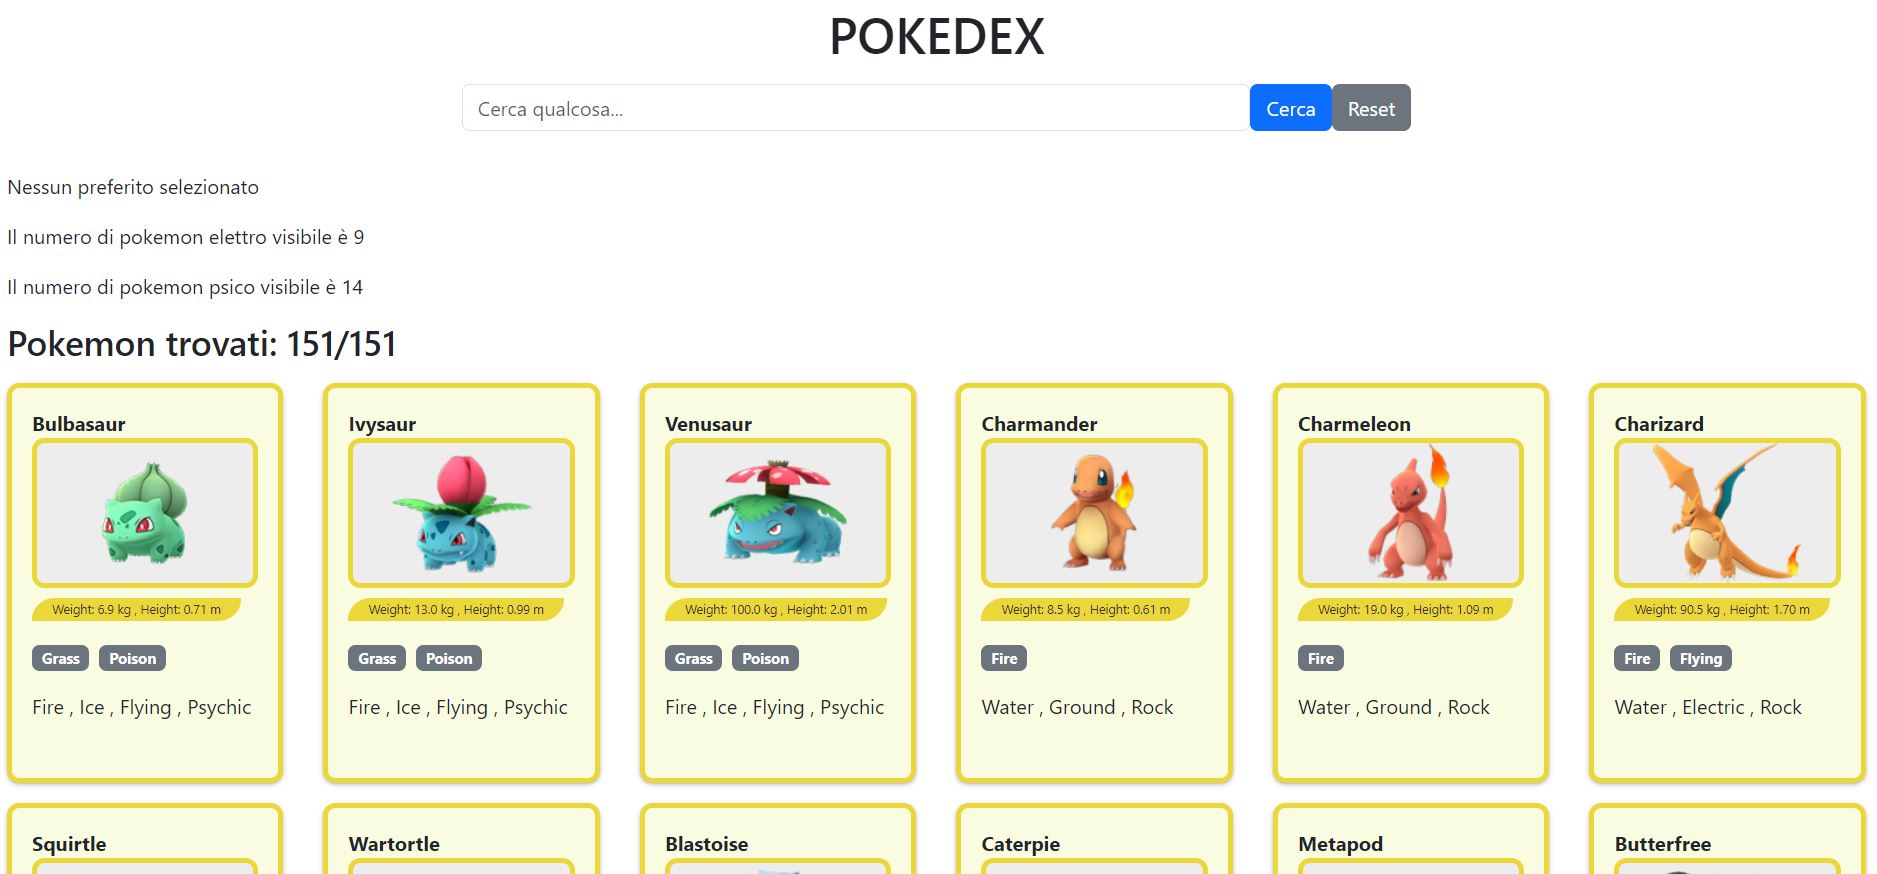 POKEDEX
Cerca qualcosa...
Cerca
Reset
Nessun preferito selezionato
Il numero di pokemon elettro visibile è 9
Il numero di pokemon psico visibile è 14
Pokemon trovati: 151/151
Bulbasaur
Weight: 6.9 kg , Height: 0.71 m
Grass Poison
Fire , Ice , Flying , Psychic
Ivysaur
Weight: 13.0 kg , Height: 0.99 m
Grass Poison
Fire , Ice , Flying , Psychic
Venusaur
Weight: 100.0 kg , Height: 2.01 m
Grass Poison
Fire , Ice , Flying , Psychic
Charmander
Weight: 8.5 kg , Height: 0.61 m
Fire
Water , Ground , Rock
Charmeleon
Weight: 19.0 kg , Height: 1.09 m
Fire
Water , Ground , Rock
Charizard
Weight: 90.5 kg , Height: 1.70 m
Fire Flying
Water , Electric , Rock
Squirtle
Wartortle
Blastoise
Caterpie
Metapod
Butterfree